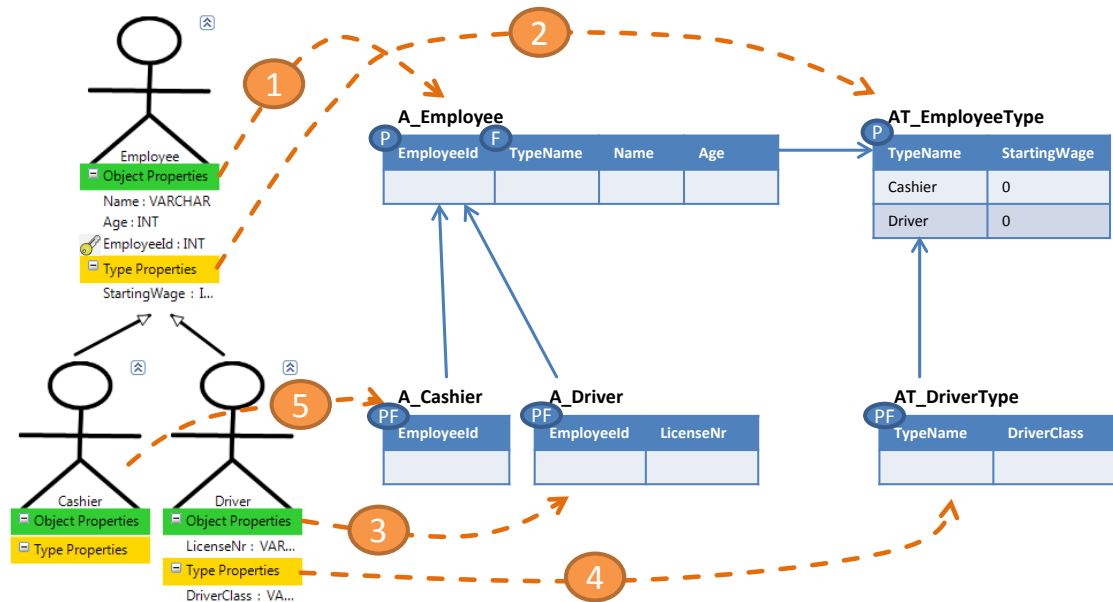 1
2
A_Employee
AT_EmployeeType
P
F
P
EmployeeId TypeName Name Age
TypeName StartingWage
Cashier 0
Driver 0
Employee
Object Properties
Name : VARCHAR
Age : INT
EmployeeId : INT
Type Properties
StartingWage : I...
5
A_Cashier
A_Driver
AT_DriverType
PF
PF
PF
EmployeeId
EmployeeId LicenseNr
TypeName DriverClass
Cashier
Object Properties
Type Properties
Driver
Object Properties
LicenseNr : VAR...
Type Properties
DriverClass : VA...
3
4